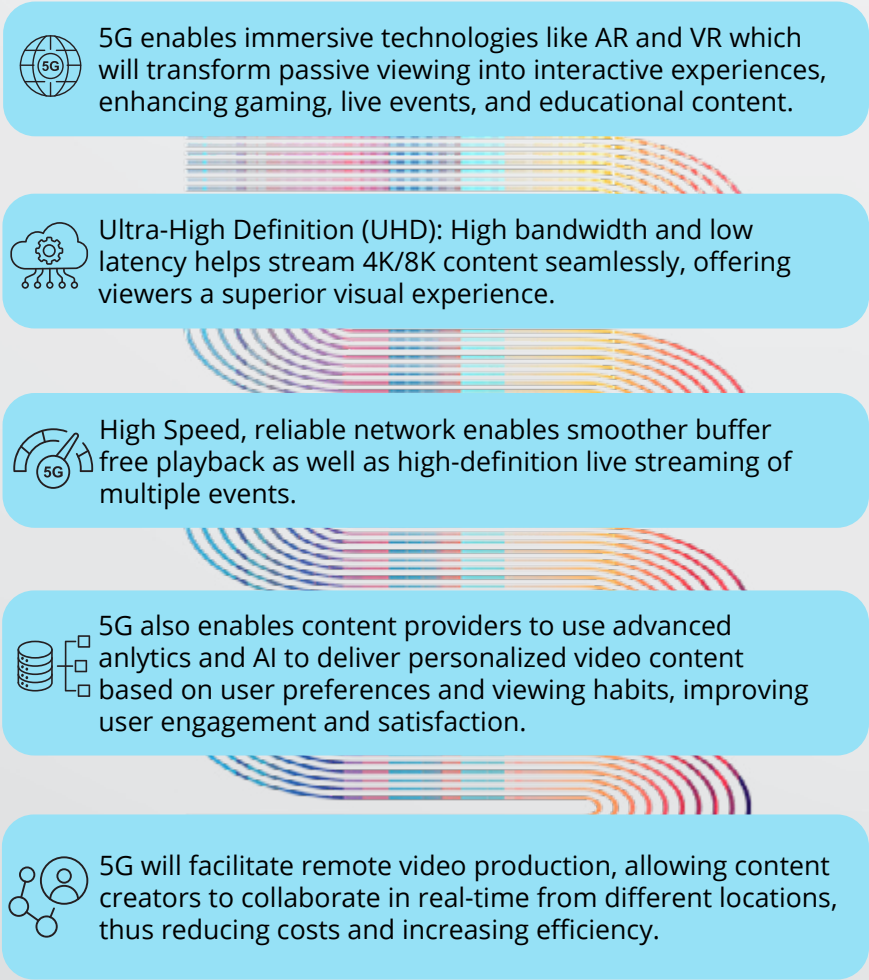 5G enables immersive technologies like AR and VR which
5G
will transform passive viewing into interactive experiences,
enhancing gaming, live events, and educational content.
Ultra-High Definition (UHD): High bandwidth and low
latency helps stream 4K/8K content seamlessly, offering
viewers a superior visual experience.
High Speed, reliable network enables smoother buffer
5G
free playback as well as high-definition live streaming of
multiple events.
5G also enables content providers to use advanced
anlytics and AI to deliver personalized video content
based on user preferences and viewing habits, improving
user engagement and satisfaction.
5G will facilitate remote video production, allowing content
creators to collaborate in real-time from different locations,
thus reducing costs and increasing efficiency.